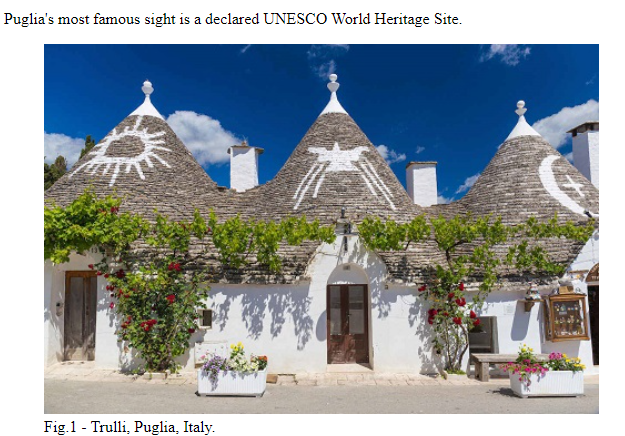 Puglia's most famous sight is a declared UNESCO World Heritage Site.
Fig.1 - Trulli, Puglia, Italy.